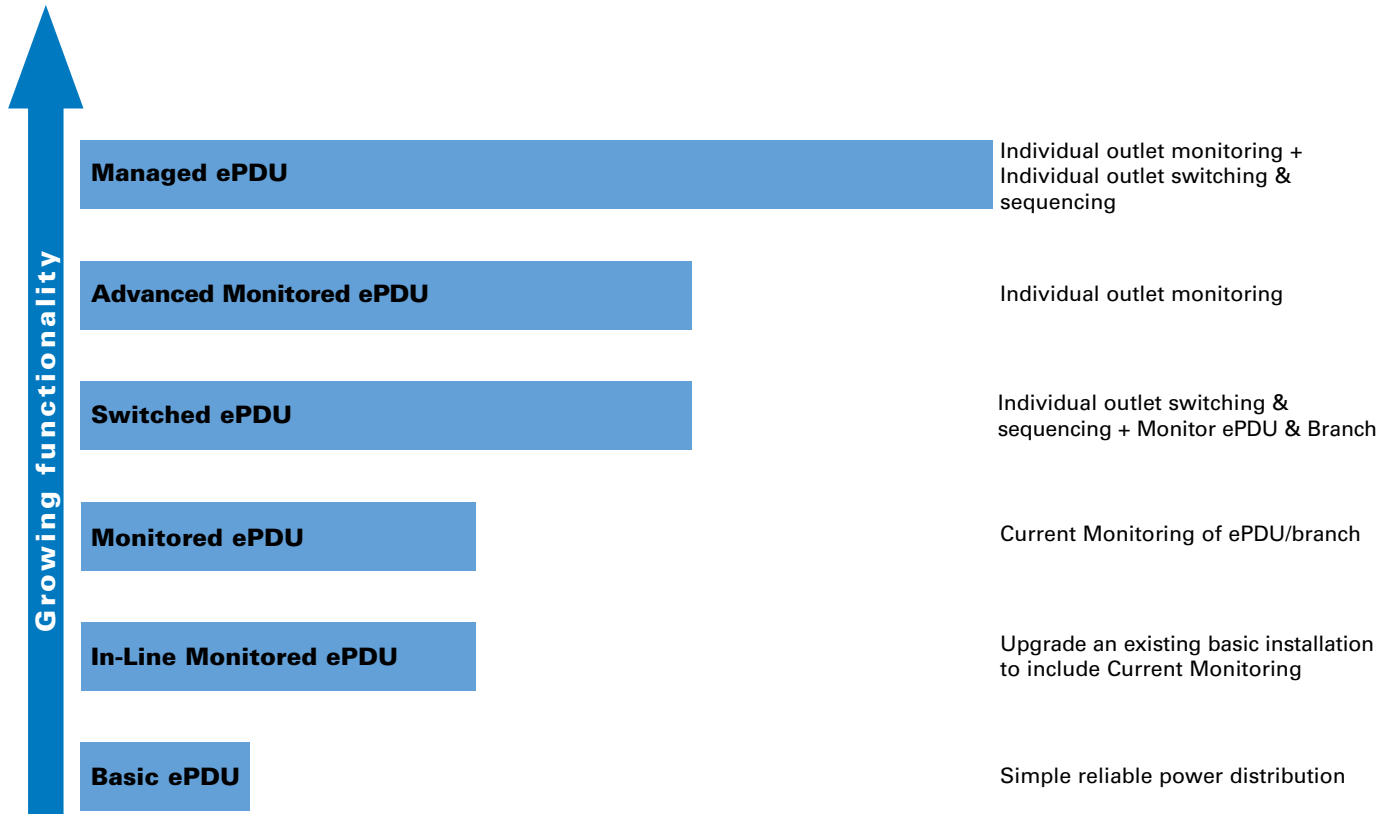 Growing functionality
Managed ePDU
Individual outlet monitoring +
Individual outlet switching &
sequencing
Advanced Monitored ePDU
Individual outlet monitoring
Switched ePDU
Individual outlet switching &
sequencing + Monitor ePDU & Branch
Monitored ePDU
Current Monitoring of ePDU/branch
In-Line Monitored ePDU
Upgrade an existing basic installation
to include Current Monitoring
Basic ePDU
Simple reliable power distribution